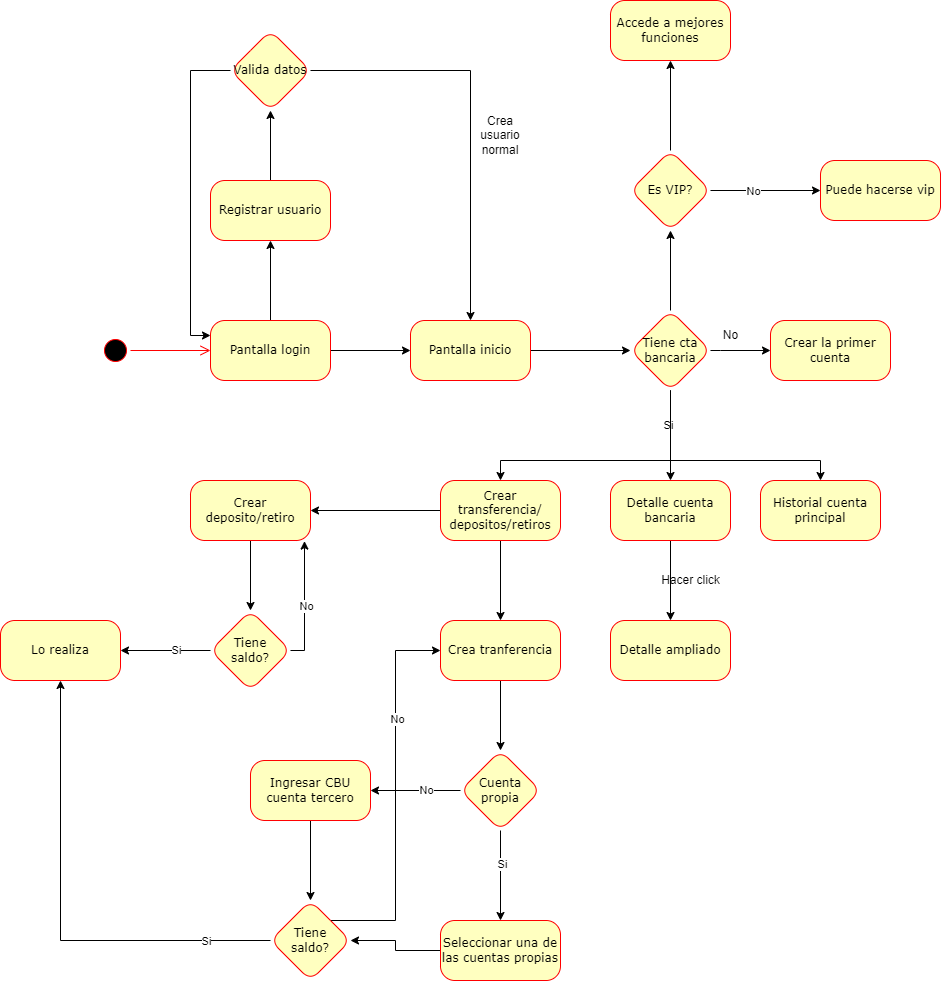 Accede a mejores
funciones
Valida datos
Crea
usuario
normal
Es VIP?
No
Puede hacerse vip
Registrar usuario
Pantalla login
Pantalla inicio
Tiene cta
bancaria
No
Crear la primer
cuenta
Si
Crear
deposito/retiro
Crear
transferencia/
depositos/retiros
Detalle cuenta
bancaria
Historial cuenta
principal
Hacer click
No
Lo realiza
Si
Tiene
saldo?
Crea tranferencia
Detalle ampliado
No
Ingresar CBU
cuenta tercero
No
Cuenta
propia
Si
Tiene
saldo?
Si
Seleccionar una de
las cuentas propias